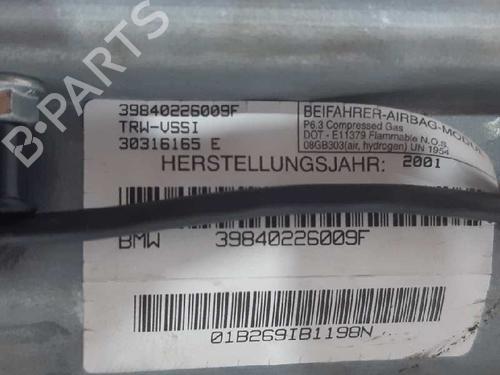 39840226009F
TRW-VSSI
30316165 E
BEIFAHRER-AIRBAG-MODUL
P6.3 Compressed Gas
DOT - E11379 Flammable N.O.S.
08GB303(air, hydrogen) UN 1954
HERSTELLUNGSJAHR: 2001
BMW 39840226009F
01B269IB1198N
B-PARTS